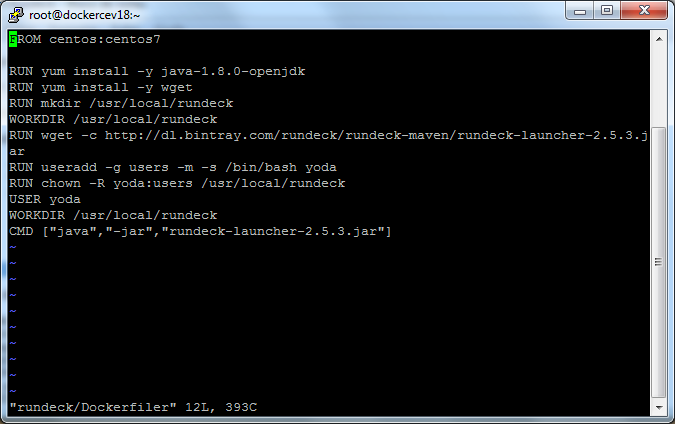 root@dockercev18:~
FROM centos:centos7
RUN yum install -y java-1.8.0-openjdk
RUN yum install -y wget
RUN mkdir /usr/local/rundeck
WORKDIR /usr/local/rundeck
RUN wget -c http://dl.bintray.com/rundeck/rundeck-maven/rundeck-launcher-2.5.3.j
ar
RUN useradd -g users -m -s /bin/bash yoda
RUN chown -R yoda:users /usr/local/rundeck
USER yoda
WORKDIR /usr/local/rundeck
CMD ["java","-jar","rundeck-launcher-2.5.3.jar"]
~
~
~
~
~
~
~
~
~
~
"rundeck/Dockerfiler" 12L, 393C